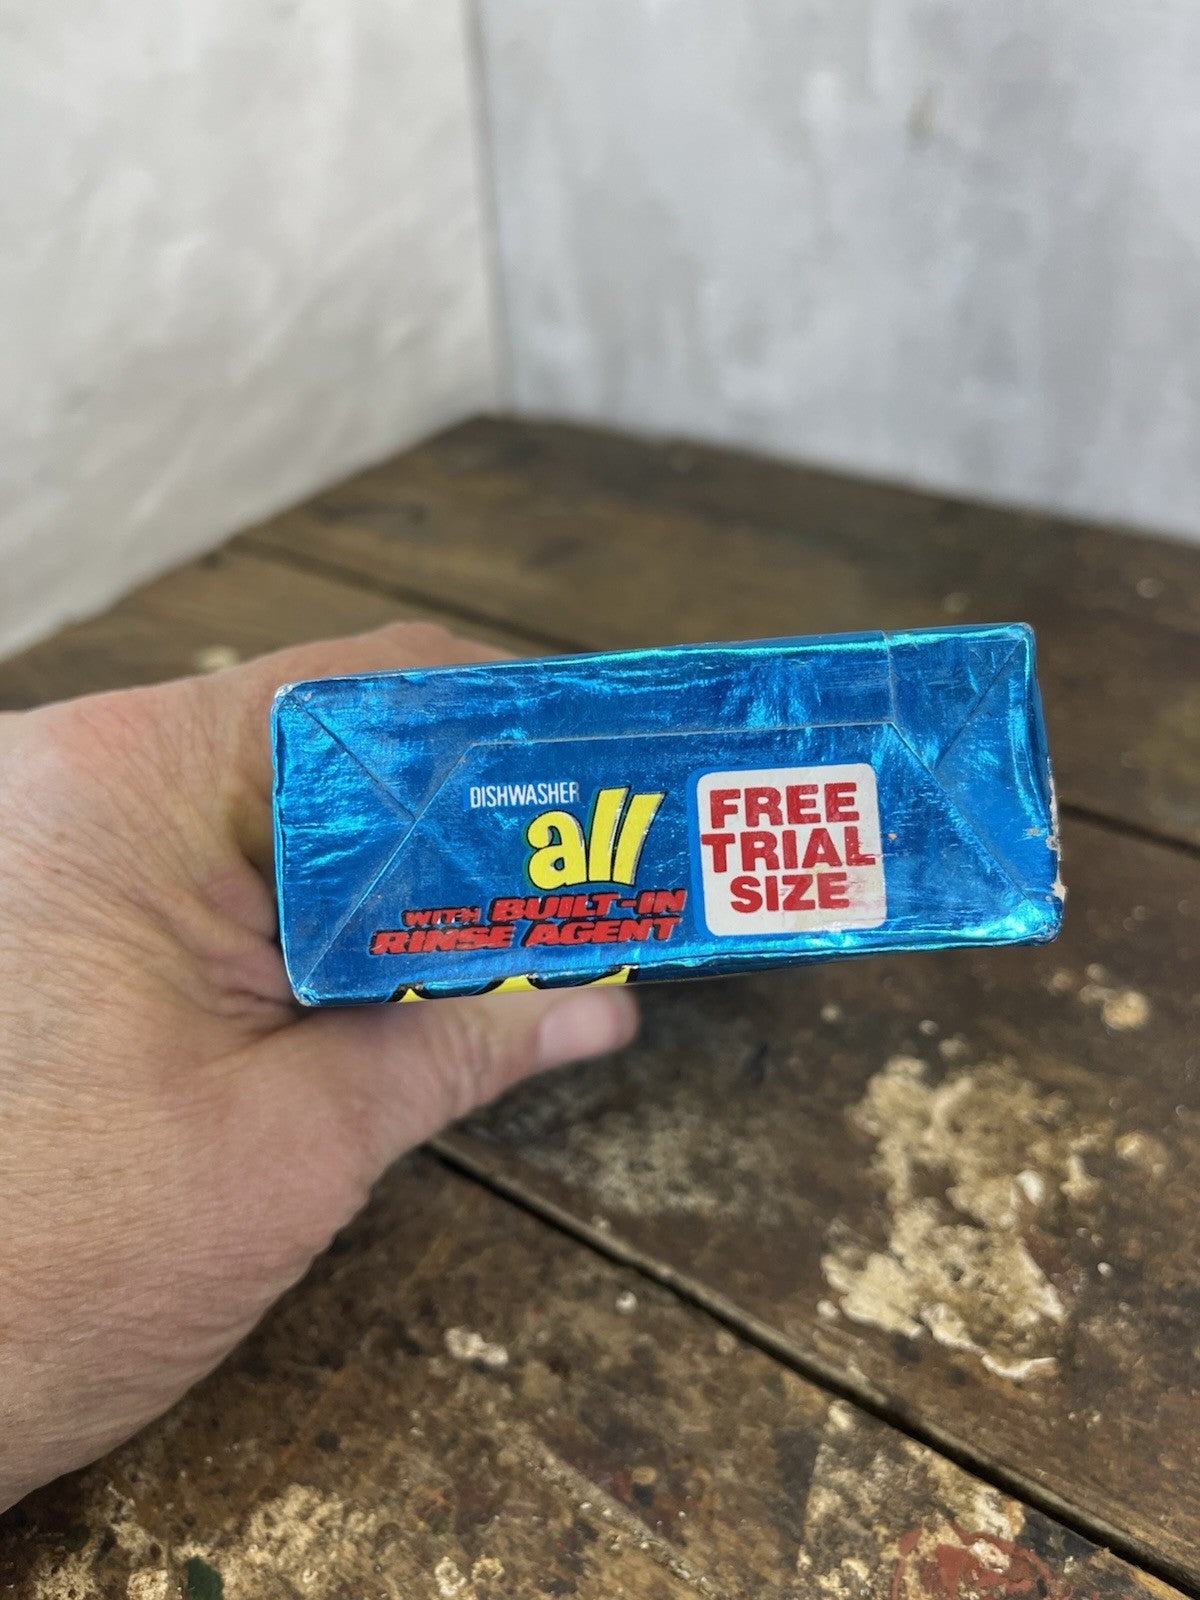 DISHWASHER
all
WITH BUILT-IN
RINSE AGENT
FREE
TRIAL
SIZE